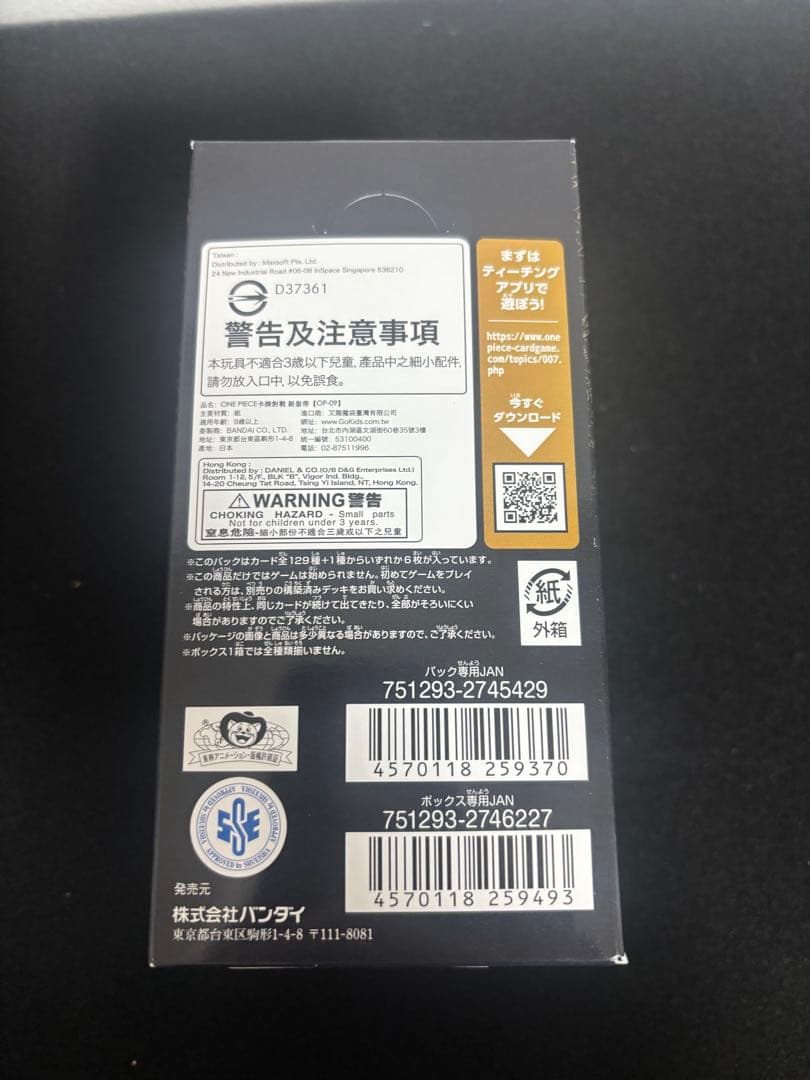 Taiwan :
Distributed by : Maxsoft Pte. Ltd.
24 New Industrial Road #06-08 InSpace Singapore 536210
D37361
警告及注意事項
本玩具不適合3歲以下兒童，產品中之細小配件，
請勿放入口中，以免誤食。
品名：ONE PIECE卡牌對戰 新皇帝【OP-09】
主要材質：紙
適用年齡：9歲以上
委製商：BANDAI CO., LTD.
地址：東京都台東區駒形1-4-8
產地：日本
進口商：艾團魔袋臺灣有限公司
www.GoKids.com.tw
地址：台北市內湖區文湖街60巷35號3樓
統一編號：53100400
電話：02-87511996
Hong Kong :
Distributed by : DANIEL & CO.(O/B D&G Enterprises Ltd.)
Room 1-12, 5/F., BLK "B", Vigor Ind. Bldg.,
14-20 Cheung Tat Road, Tsing Yi Island, NT, Hong Kong.
WARNING 警告
CHOKING HAZARD - Small parts
Not for children under 3 years.
窒息危險-細小部份不適合三歲或以下之兒童
まずは
ティーチング
アプリで
遊ぼう!
https://www.one
piece-cardgame.
com/topics/007.
php
今すぐ
ダウンロード
※このパックはカード全129種+1種からいずれか6枚が入っています。
※この商品だけではゲームは始められません。初めてゲームをプレイ
される方は、別売りの構築済みデッキをお買い求めください。
※商品の特性上、同じカードが続けて出てきたり、全部がそろいにくい
場合がありますのでご了承ください。
※パッケージの画像と商品は多少異なる場合がありますので、ご了承ください。
※ボックス1箱では全種類揃いません。
紙
外箱
パック専用JAN
751293-2745429
4570118 259370
ボックス専用JAN
751293-2746227
4570118 259493
東映アニメーション・版権許諾証
APPROVED by SHUEISHA
発売元
株式会社バンダイ
東京都台東区駒形1-4-8 〒111-8081